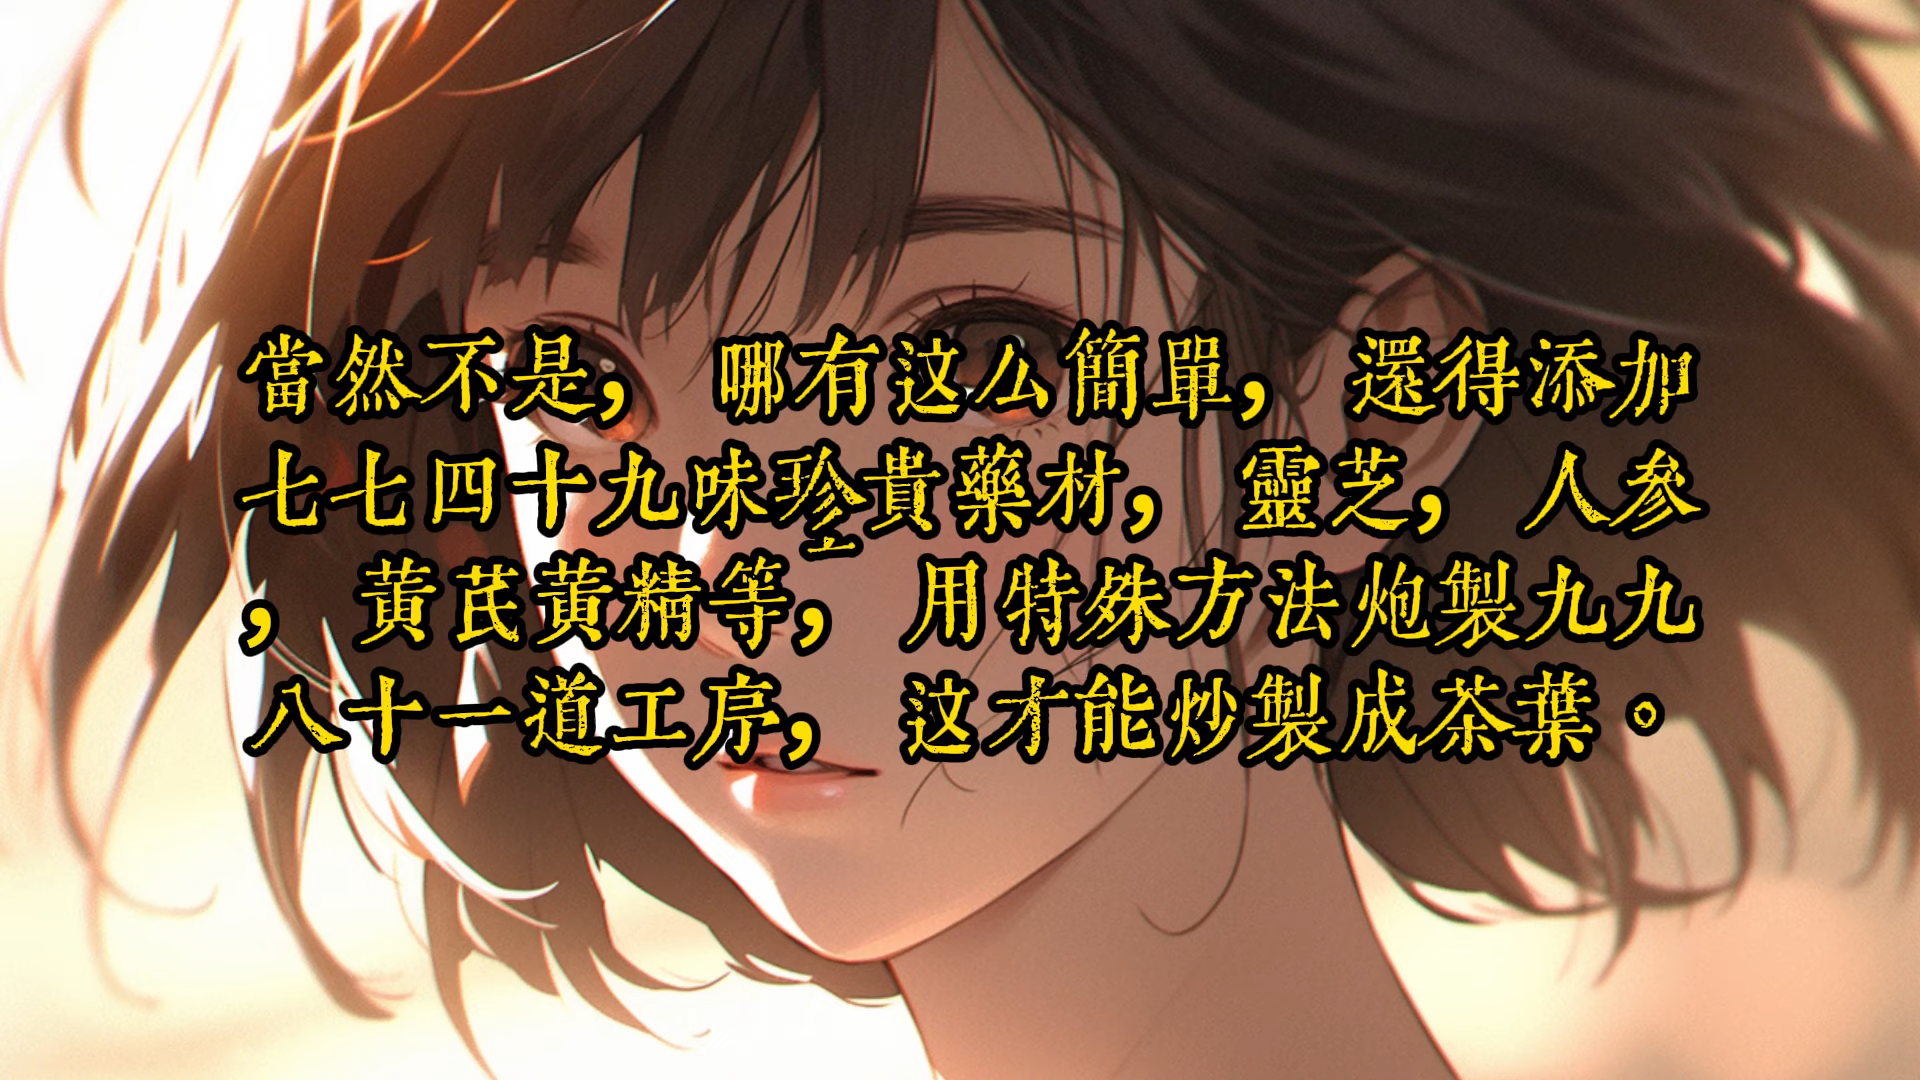 當然不是，哪有这么簡單，還得添加
七七四十九味珍貴藥材，靈芝，人參
，黄芪黄精等，用特殊方法炮製九九
八十一道工序，这才能炒製成茶葉。